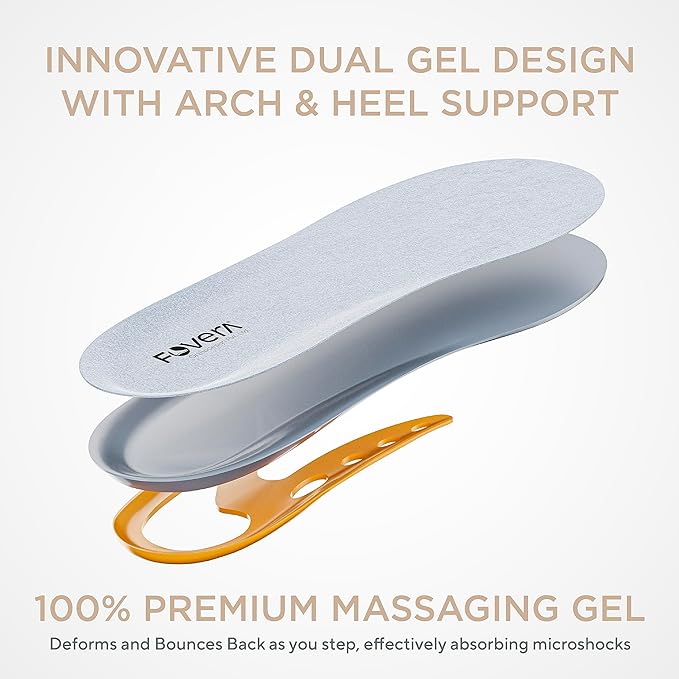 INNOVATIVE DUAL GEL DESIGN
WITH ARCH & HEEL SUPPORT
Fovera
100% PREMIUM MASSAGING GEL
Deforms and Bounces Back as you step, effectively absorbing microshocks